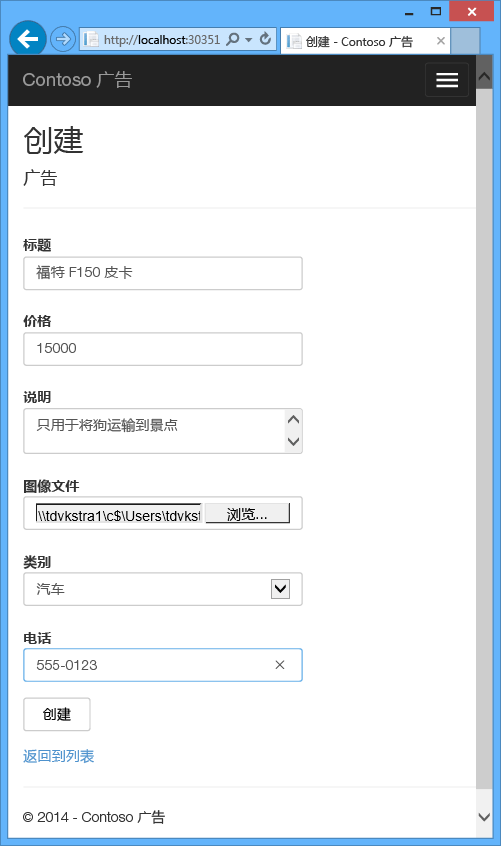 http://localhost:30351
创建 - Contoso 广告
Contoso 广告
创建
广告
标题
福特 F150 皮卡
价格
15000
说明
只用于将狗运输到景点
图像文件
\\tdvkstra1\c$\Users\tdvkst
浏览...
类别
汽车
电话
555-0123
创建
返回到列表
© 2014 - Contoso 广告